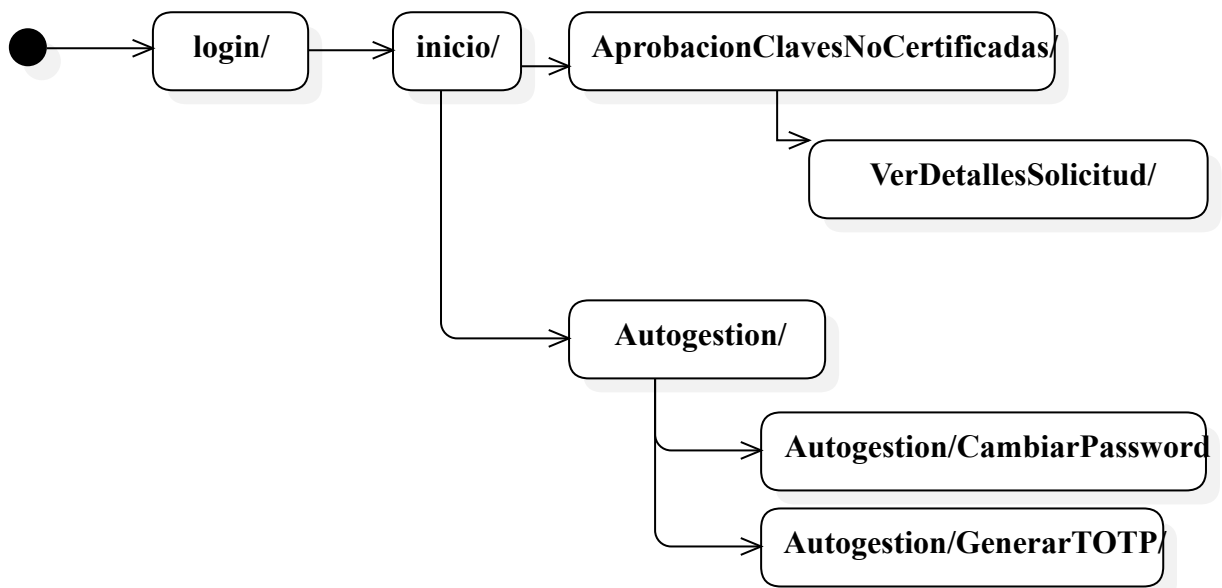 login/
inicio/
AprobacionClavesNoCertificadas/
VerDetallesSolicitud/
Autogestion/
Autogestion/CambiarPassword
Autogestion/GenerarTOTP/